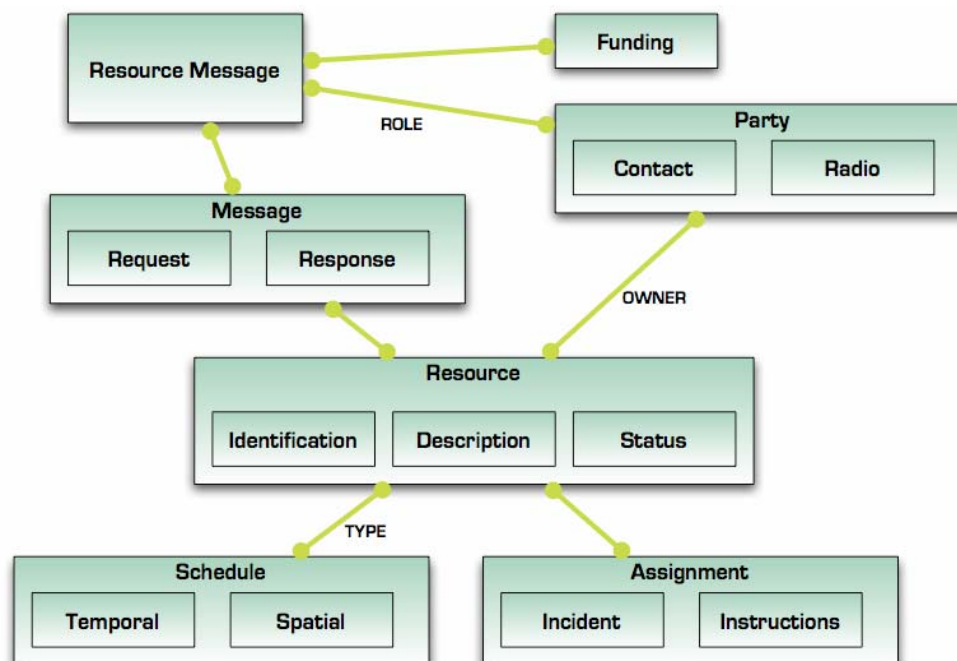 Resource Message
Funding
ROLE
Party
Contact
Radio
Message
Request
Response
OWNER
Resource
Identification
Description
Status
TYPE
Schedule
Temporal
Spatial
Assignment
Incident
Instructions